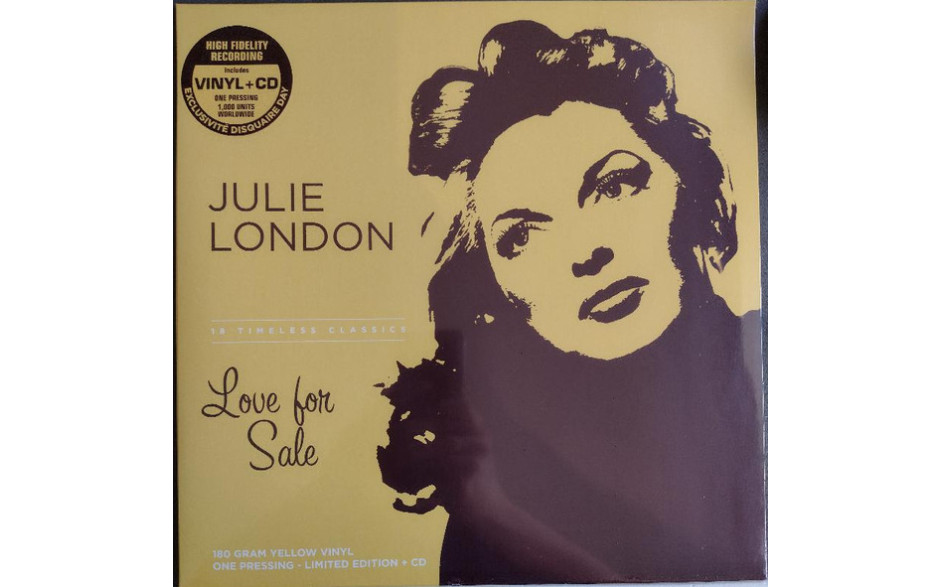 HIGH FIDELITY
RECORDING
Includes
VINYL+CD
ONE PRESSING
1,000 UNITS
WORLDWIDE
EXCLUSIVITÉ DISQUAIRE DAY
JULIE
LONDON
18 TIMELESS CLASSICS
Love for
Sale
180 GRAM YELLOW VINYL
ONE PRESSING - LIMITED EDITION + CD